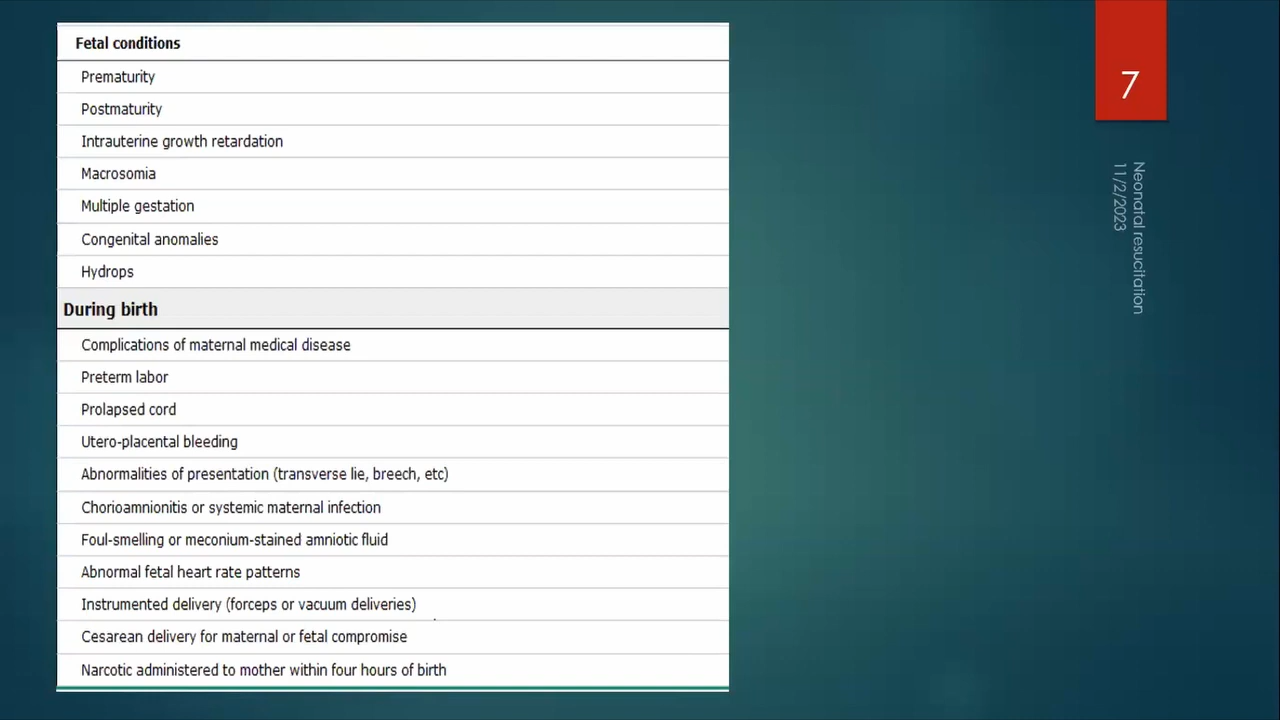 Fetal conditions
Prematurity
Postmaturity
Intrauterine growth retardation
Macrosomia
Multiple gestation
Congenital anomalies
Hydrops
During birth
Complications of maternal medical disease
Preterm labor
Prolapsed cord
Utero-placental bleeding
Abnormalities of presentation (transverse lie, breech, etc)
Chorioamnionitis or systemic maternal infection
Foul-smelling or meconium-stained amniotic fluid
Abnormal fetal heart rate patterns
Instrumented delivery (forceps or vacuum deliveries)
Cesarean delivery for maternal or fetal compromise
Narcotic administered to mother within four hours of birth
7
Neonatal resucitation
11/2/2023